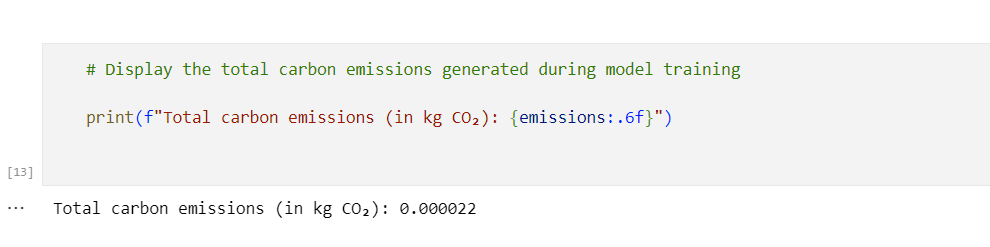 # Display the total carbon emissions generated during model training
print(f"Total carbon emissions (in kg CO₂): {emissions:.6f}")
[13]
··· Total carbon emissions (in kg CO₂): 0.000022